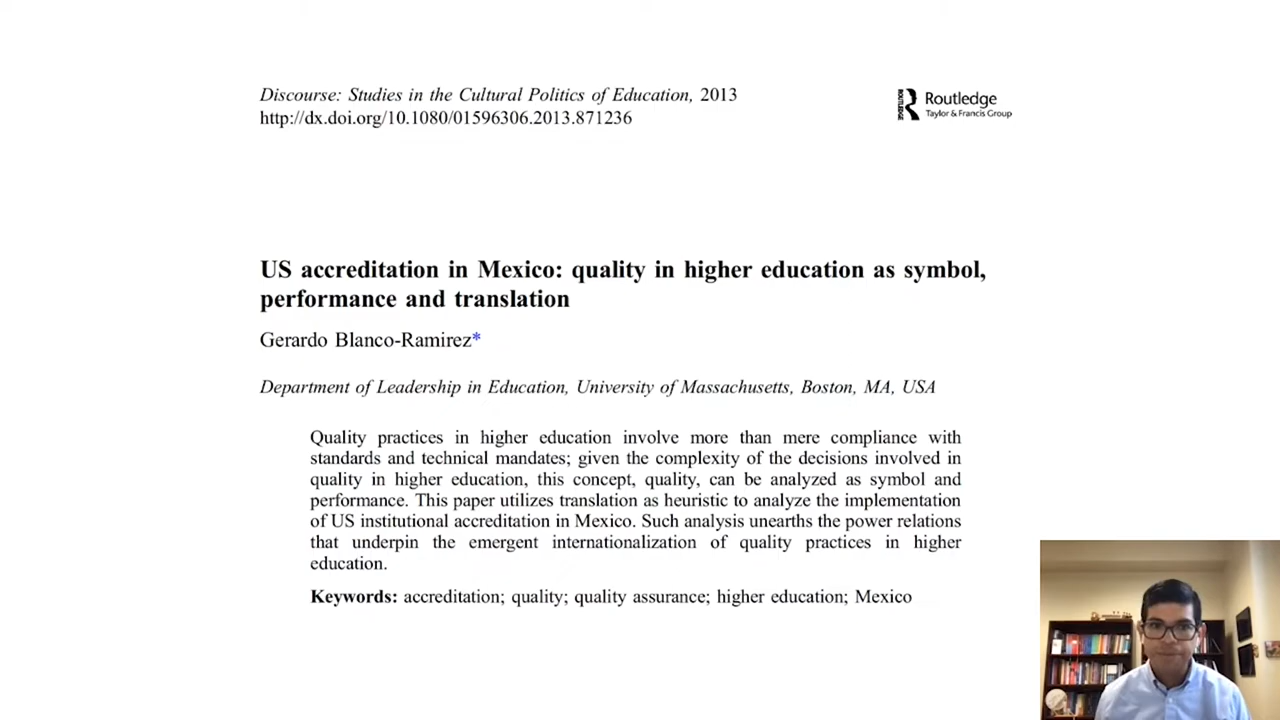 Discourse: Studies in the Cultural Politics of Education, 2013
http://dx.doi.org/10.1080/01596306.2013.871236
ROUTLEDGE
Routledge
Taylor & Francis Group
US accreditation in Mexico: quality in higher education as symbol,
performance and translation
Gerardo Blanco-Ramirez*
Department of Leadership in Education, University of Massachusetts, Boston, MA, USA
Quality practices in higher education involve more than mere compliance with
standards and technical mandates; given the complexity of the decisions involved in
quality in higher education, this concept, quality, can be analyzed as symbol and
performance. This paper utilizes translation as heuristic to analyze the implementation
of US institutional accreditation in Mexico. Such analysis unearths the power relations
that underpin the emergent internationalization of quality practices in higher
education.
Keywords: accreditation; quality; quality assurance; higher education; Mexico